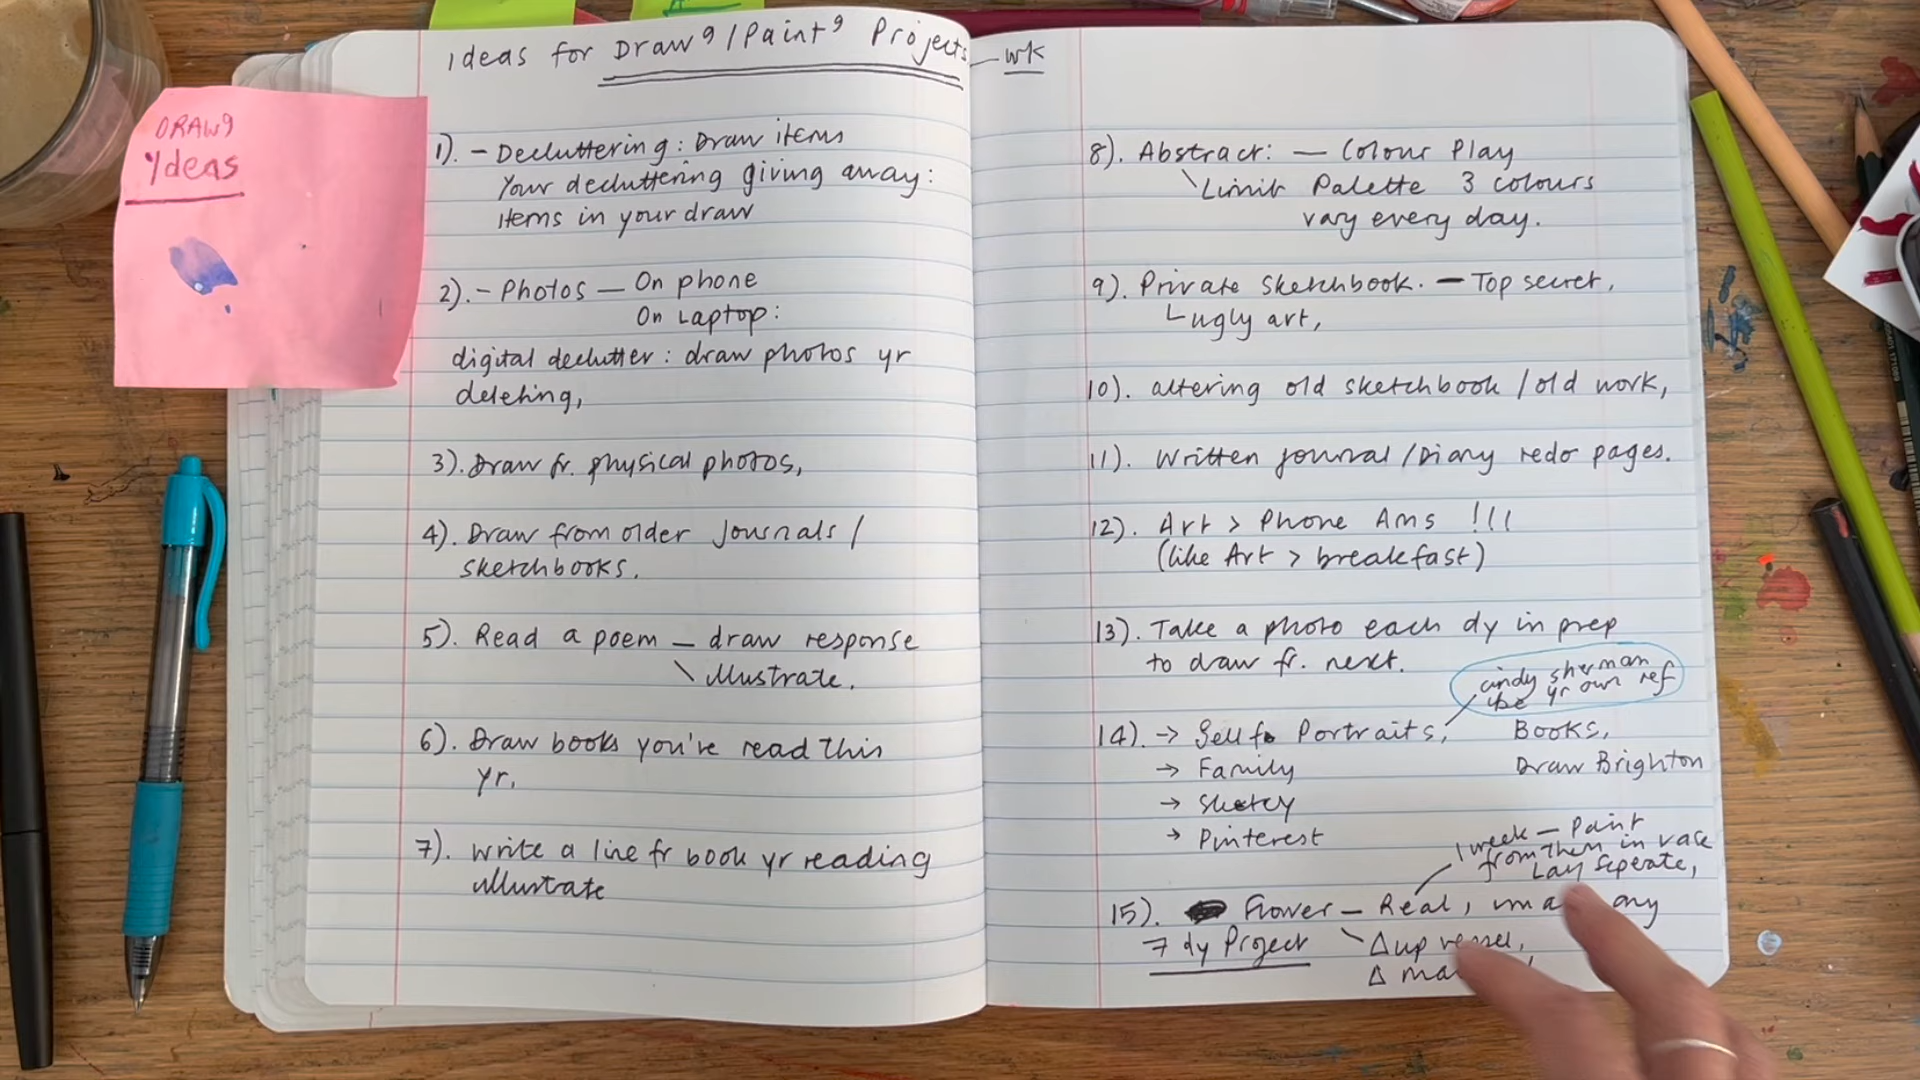 Ideas for Draw9/Paint9 Projects — wk
DRAW9
Ydeas
1). - Decluttering: Draw items
Your decluttering giving away:
items in your draw
2). - Photos — On phone
On Laptop:
digital declutter: draw photos yr
deleting,
3). Draw fr. physical photos,
4). Draw from older Journals /
sketchbooks.
5). Read a poem — draw response
\ illustrate.
6). Draw books you've read this
yr,
7). Write a line fr book yr reading
illustrate
8). Abstract: — Colour Play
\ Limit Palette 3 colours
vary every day.
9). Private Sketchbook. — Top secret,
ugly art,
10). altering old sketchbook / old work,
11). Written journal / Diary redo pages.
12). Art > Phone Ams !!!
(like Art > breakfast)
13). Take a photo each dy in prep
to draw fr. next.
cindy sherman
yr own ref
14). → Self Portraits, Books,
→ Family Draw Brighton
→ Sketcy
→ Pinterest
1 week — Paint
from them in vase
Lay seperate,
15). Flower — Real,
7 dy Project \ Δ up
Δ